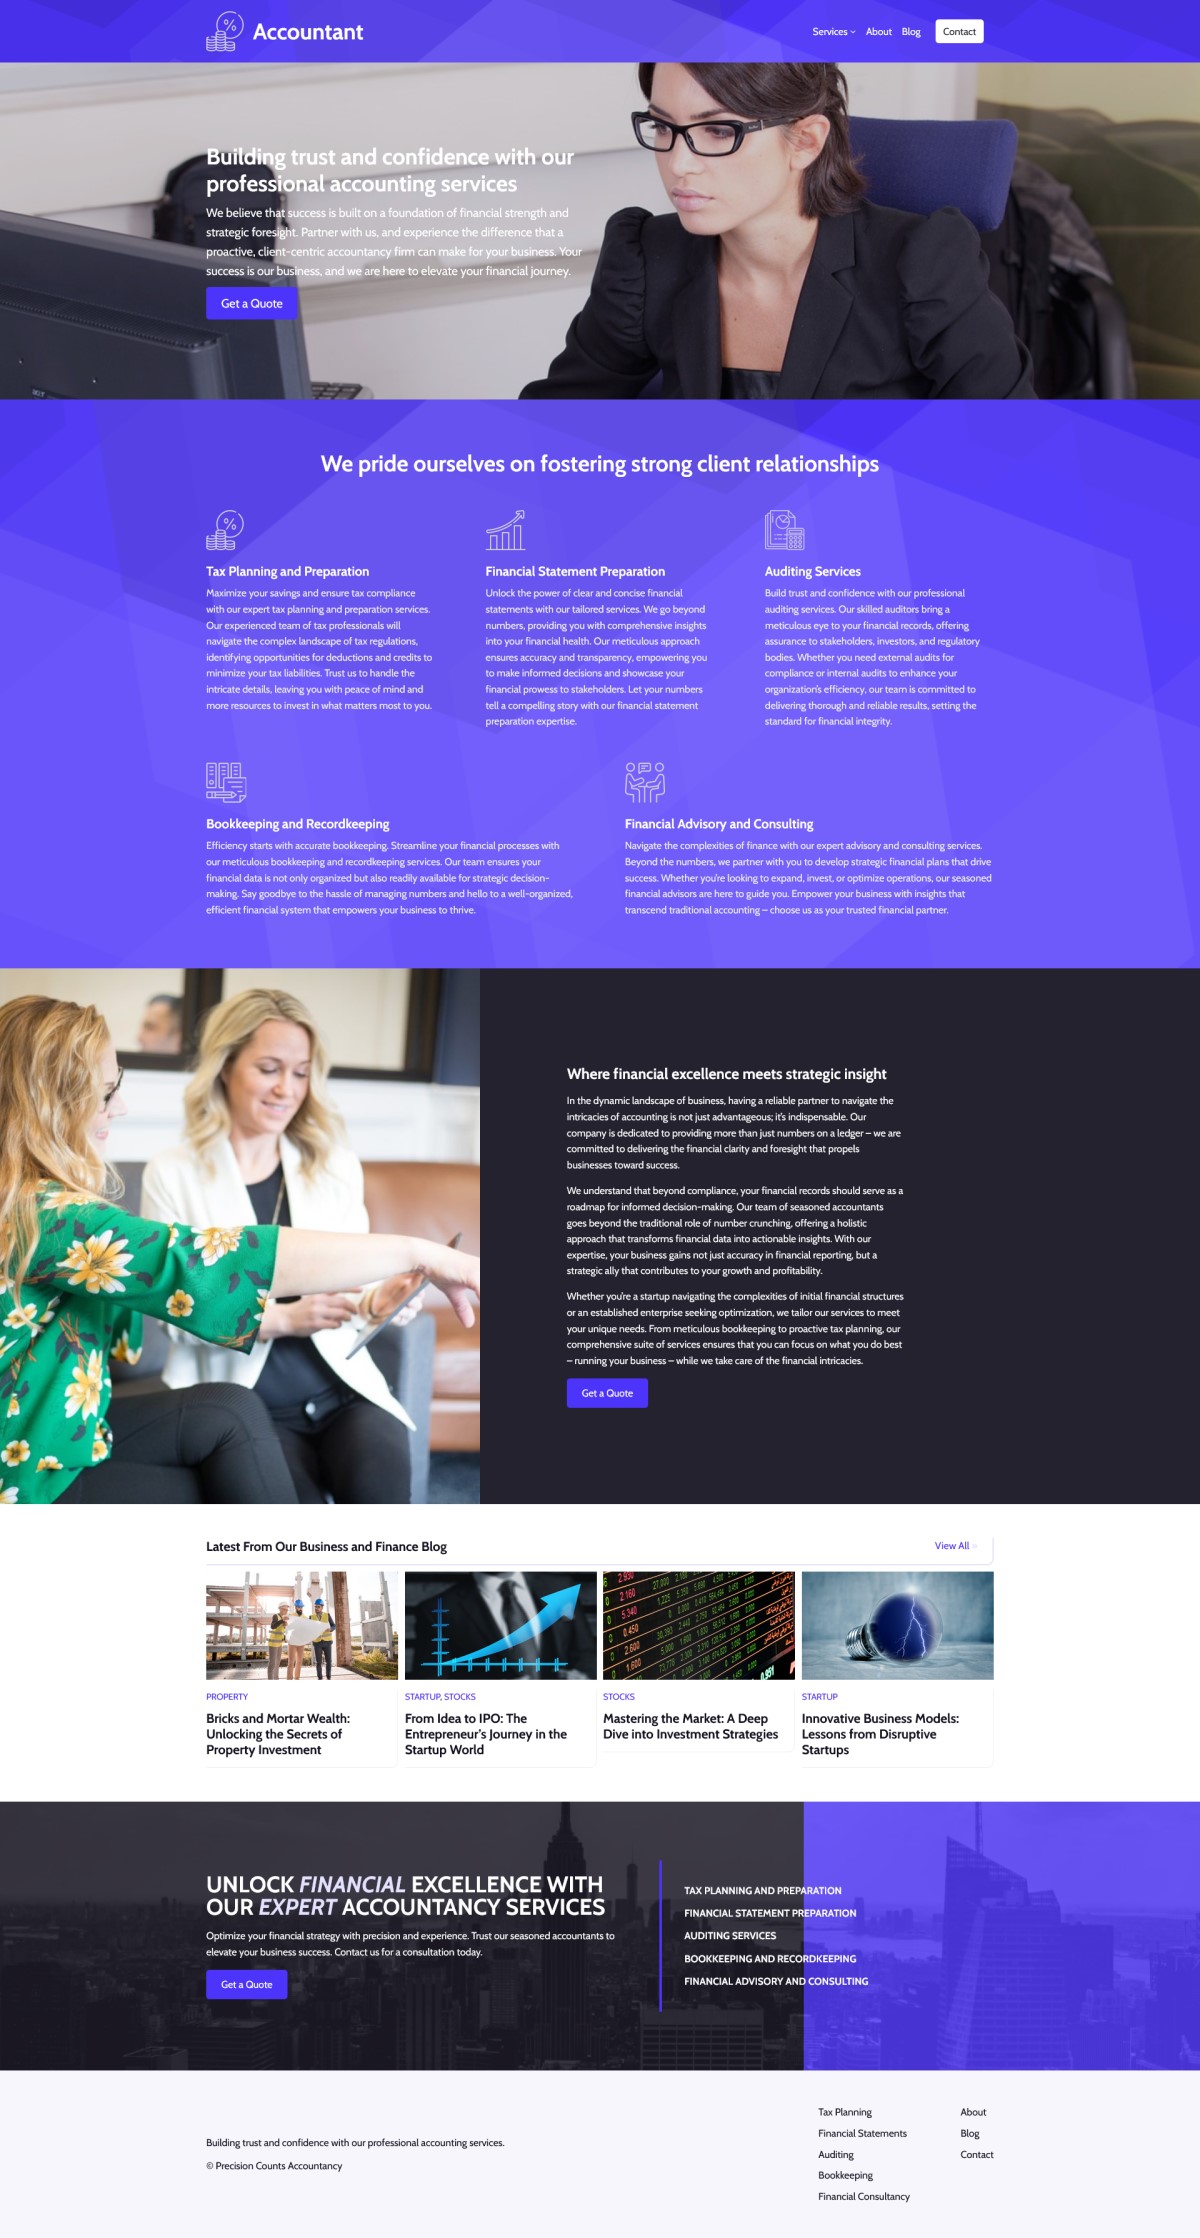 Accountant
Services
About
Blog
Contact
Building trust and confidence with our
professional accounting services
We believe that success is built on a foundation of financial strength and
strategic foresight. Partner with us, and experience the difference that a
proactive, client-centric accountancy firm can make for your business. Your
success is our business, and we are here to elevate your financial journey.
Get a Quote
We pride ourselves on fostering strong client relationships
%
Tax Planning and Preparation
Maximize your savings and ensure tax compliance
with our expert tax planning and preparation services.
Our experienced team of tax professionals will
navigate the complex landscape of tax regulations,
identifying opportunities for deductions and credits to
minimize your tax liabilities. Trust us to handle the
intricate details, leaving you with peace of mind and
more resources to invest in what matters most to you.
Financial Statement Preparation
Unlock the power of clear and concise financial
statements with our tailored services. We go beyond
numbers, providing you with comprehensive insights
into your financial health. Our meticulous approach
ensures accuracy and transparency, empowering you
to make informed decisions and showcase your
financial prowess to stakeholders. Let your numbers
tell a compelling story with our financial statement
preparation expertise.
Auditing Services
Build trust and confidence with our professional
auditing services. Our skilled auditors bring a
meticulous eye to your financial records, offering
assurance to stakeholders, investors, and regulatory
bodies. Whether you need external audits for
compliance or internal audits to enhance your
organization's efficiency, our team is committed to
delivering thorough and reliable results, setting the
standard for financial integrity.
Bookkeeping and Recordkeeping
Efficiency starts with accurate bookkeeping. Streamline your financial processes with
our meticulous bookkeeping and recordkeeping services. Our team ensures your
financial data is not only organized but also readily available for strategic decision-
making. Say goodbye to the hassle of managing numbers and hello to a well-organized,
efficient financial system that empowers your business to thrive.
Financial Advisory and Consulting
Navigate the complexities of finance with our expert advisory and consulting services.
Beyond the numbers, we partner with you to develop strategic financial plans that drive
success. Whether you're looking to expand, invest, or optimize operations, our seasoned
financial advisors are here to guide you. Empower your business with insights that
transcend traditional accounting – choose us as your trusted financial partner.
Where financial excellence meets strategic insight
In the dynamic landscape of business, having a reliable partner to navigate the
intricacies of accounting is not just advantageous; it's indispensable. Our
company is dedicated to providing more than just numbers on a ledger – we are
committed to delivering the financial clarity and foresight that propels
businesses toward success.
We understand that beyond compliance, your financial records should serve as a
roadmap for informed decision-making. Our team of seasoned accountants
goes beyond the traditional role of number crunching, offering a holistic
approach that transforms financial data into actionable insights. With our
expertise, your business gains not just accuracy in financial reporting, but a
strategic ally that contributes to your growth and profitability.
Whether you're a startup navigating the complexities of initial financial structures
or an established enterprise seeking optimization, we tailor our services to meet
your unique needs. From meticulous bookkeeping to proactive tax planning, our
comprehensive suite of services ensures that you can focus on what you do best
– running your business – while we take care of the financial intricacies.
Get a Quote
Latest From Our Business and Finance Blog
View All
PROPERTY
Bricks and Mortar Wealth:
Unlocking the Secrets of
Property Investment
STARTUP, STOCKS
From Idea to IPO: The
Entrepreneur's Journey in the
Startup World
STOCKS
Mastering the Market: A Deep
Dive into Investment Strategies
STARTUP
Innovative Business Models:
Lessons from Disruptive
Startups
UNLOCK FINANCIAL EXCELLENCE WITH
OUR EXPERT ACCOUNTANCY SERVICES
Optimize your financial strategy with precision and experience. Trust our seasoned accountants to
elevate your business success. Contact us for a consultation today.
Get a Quote
TAX PLANNING AND PREPARATION
FINANCIAL STATEMENT PREPARATION
AUDITING SERVICES
BOOKKEEPING AND RECORDKEEPING
FINANCIAL ADVISORY AND CONSULTING
Building trust and confidence with our professional accounting services.
© Precision Counts Accountancy
Tax Planning
Financial Statements
Auditing
Bookkeeping
Financial Consultancy
About
Blog
Contact